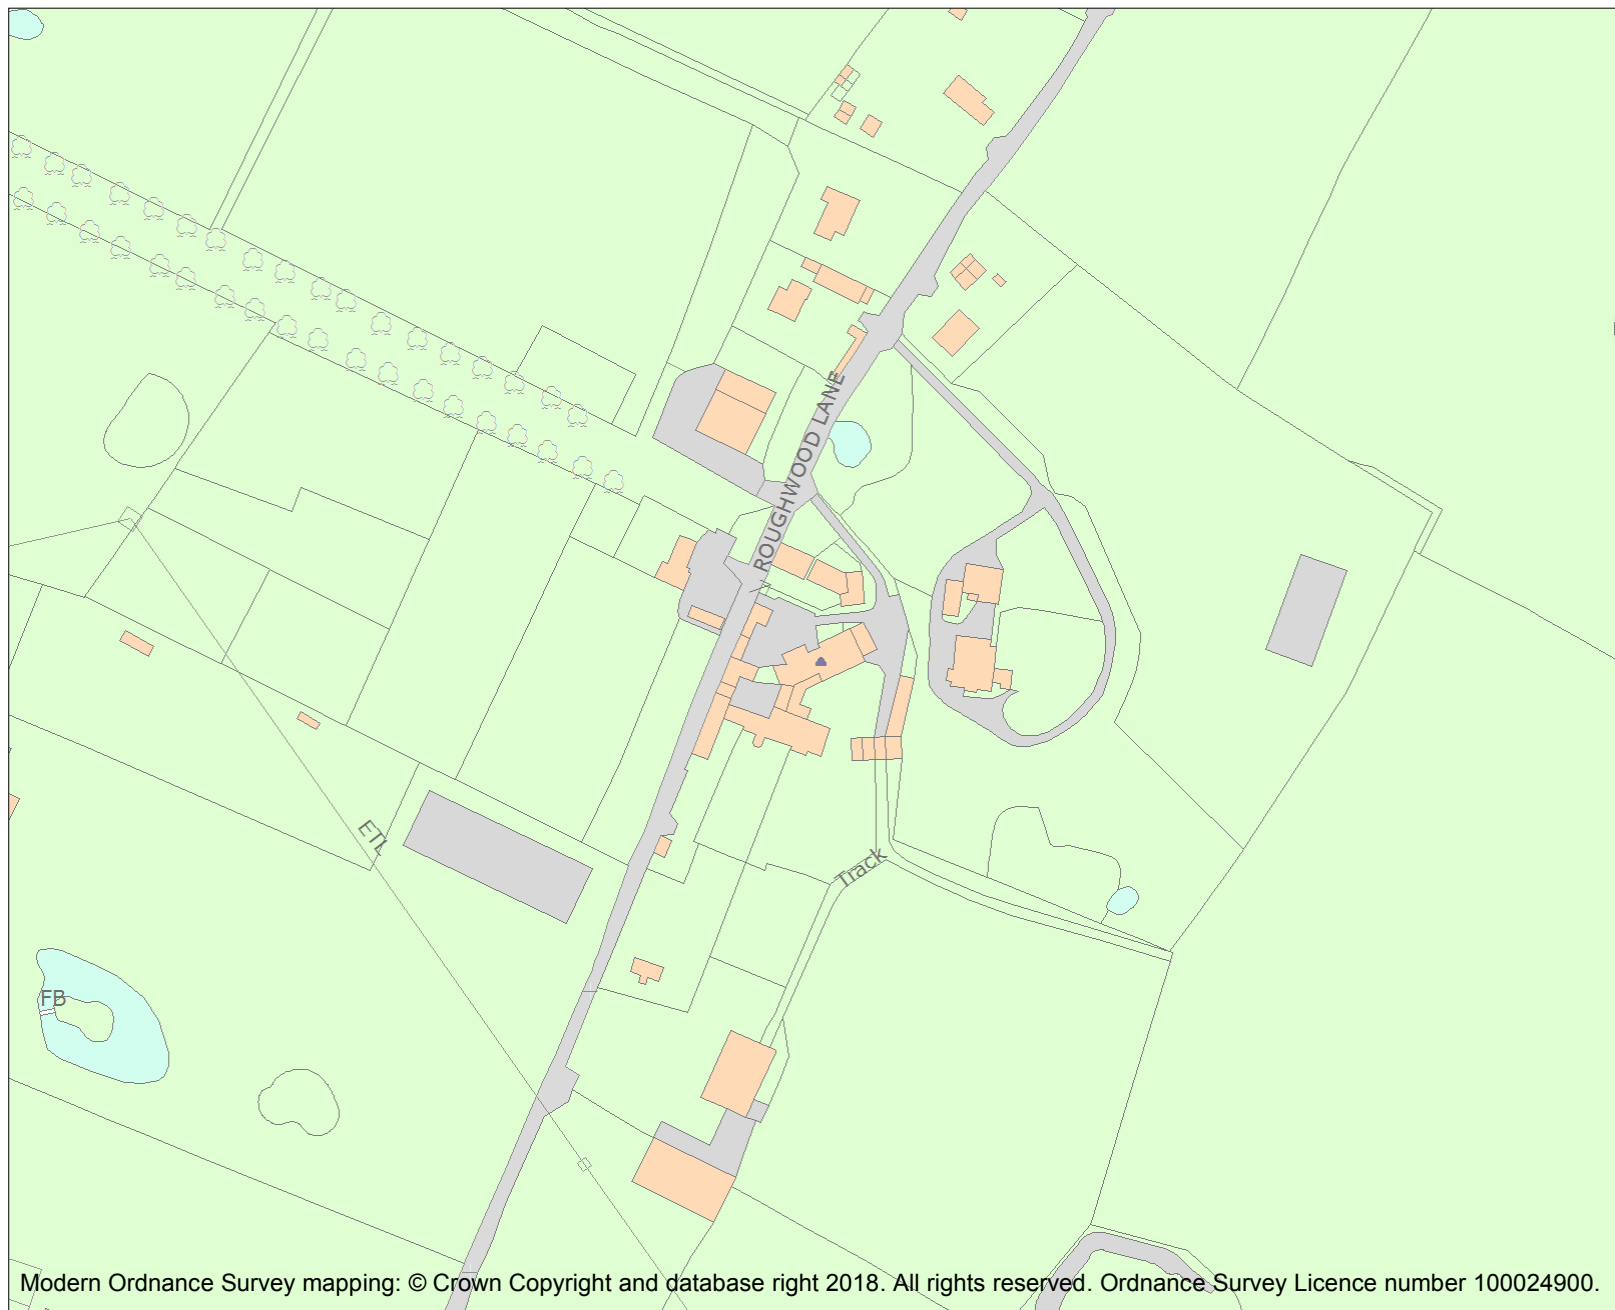 ROUGHWOOD LANE
ETL
Track
FB
Modern Ordnance Survey mapping: © Crown Copyright and database right 2018. All rights reserved. Ordnance Survey Licence number 100024900.